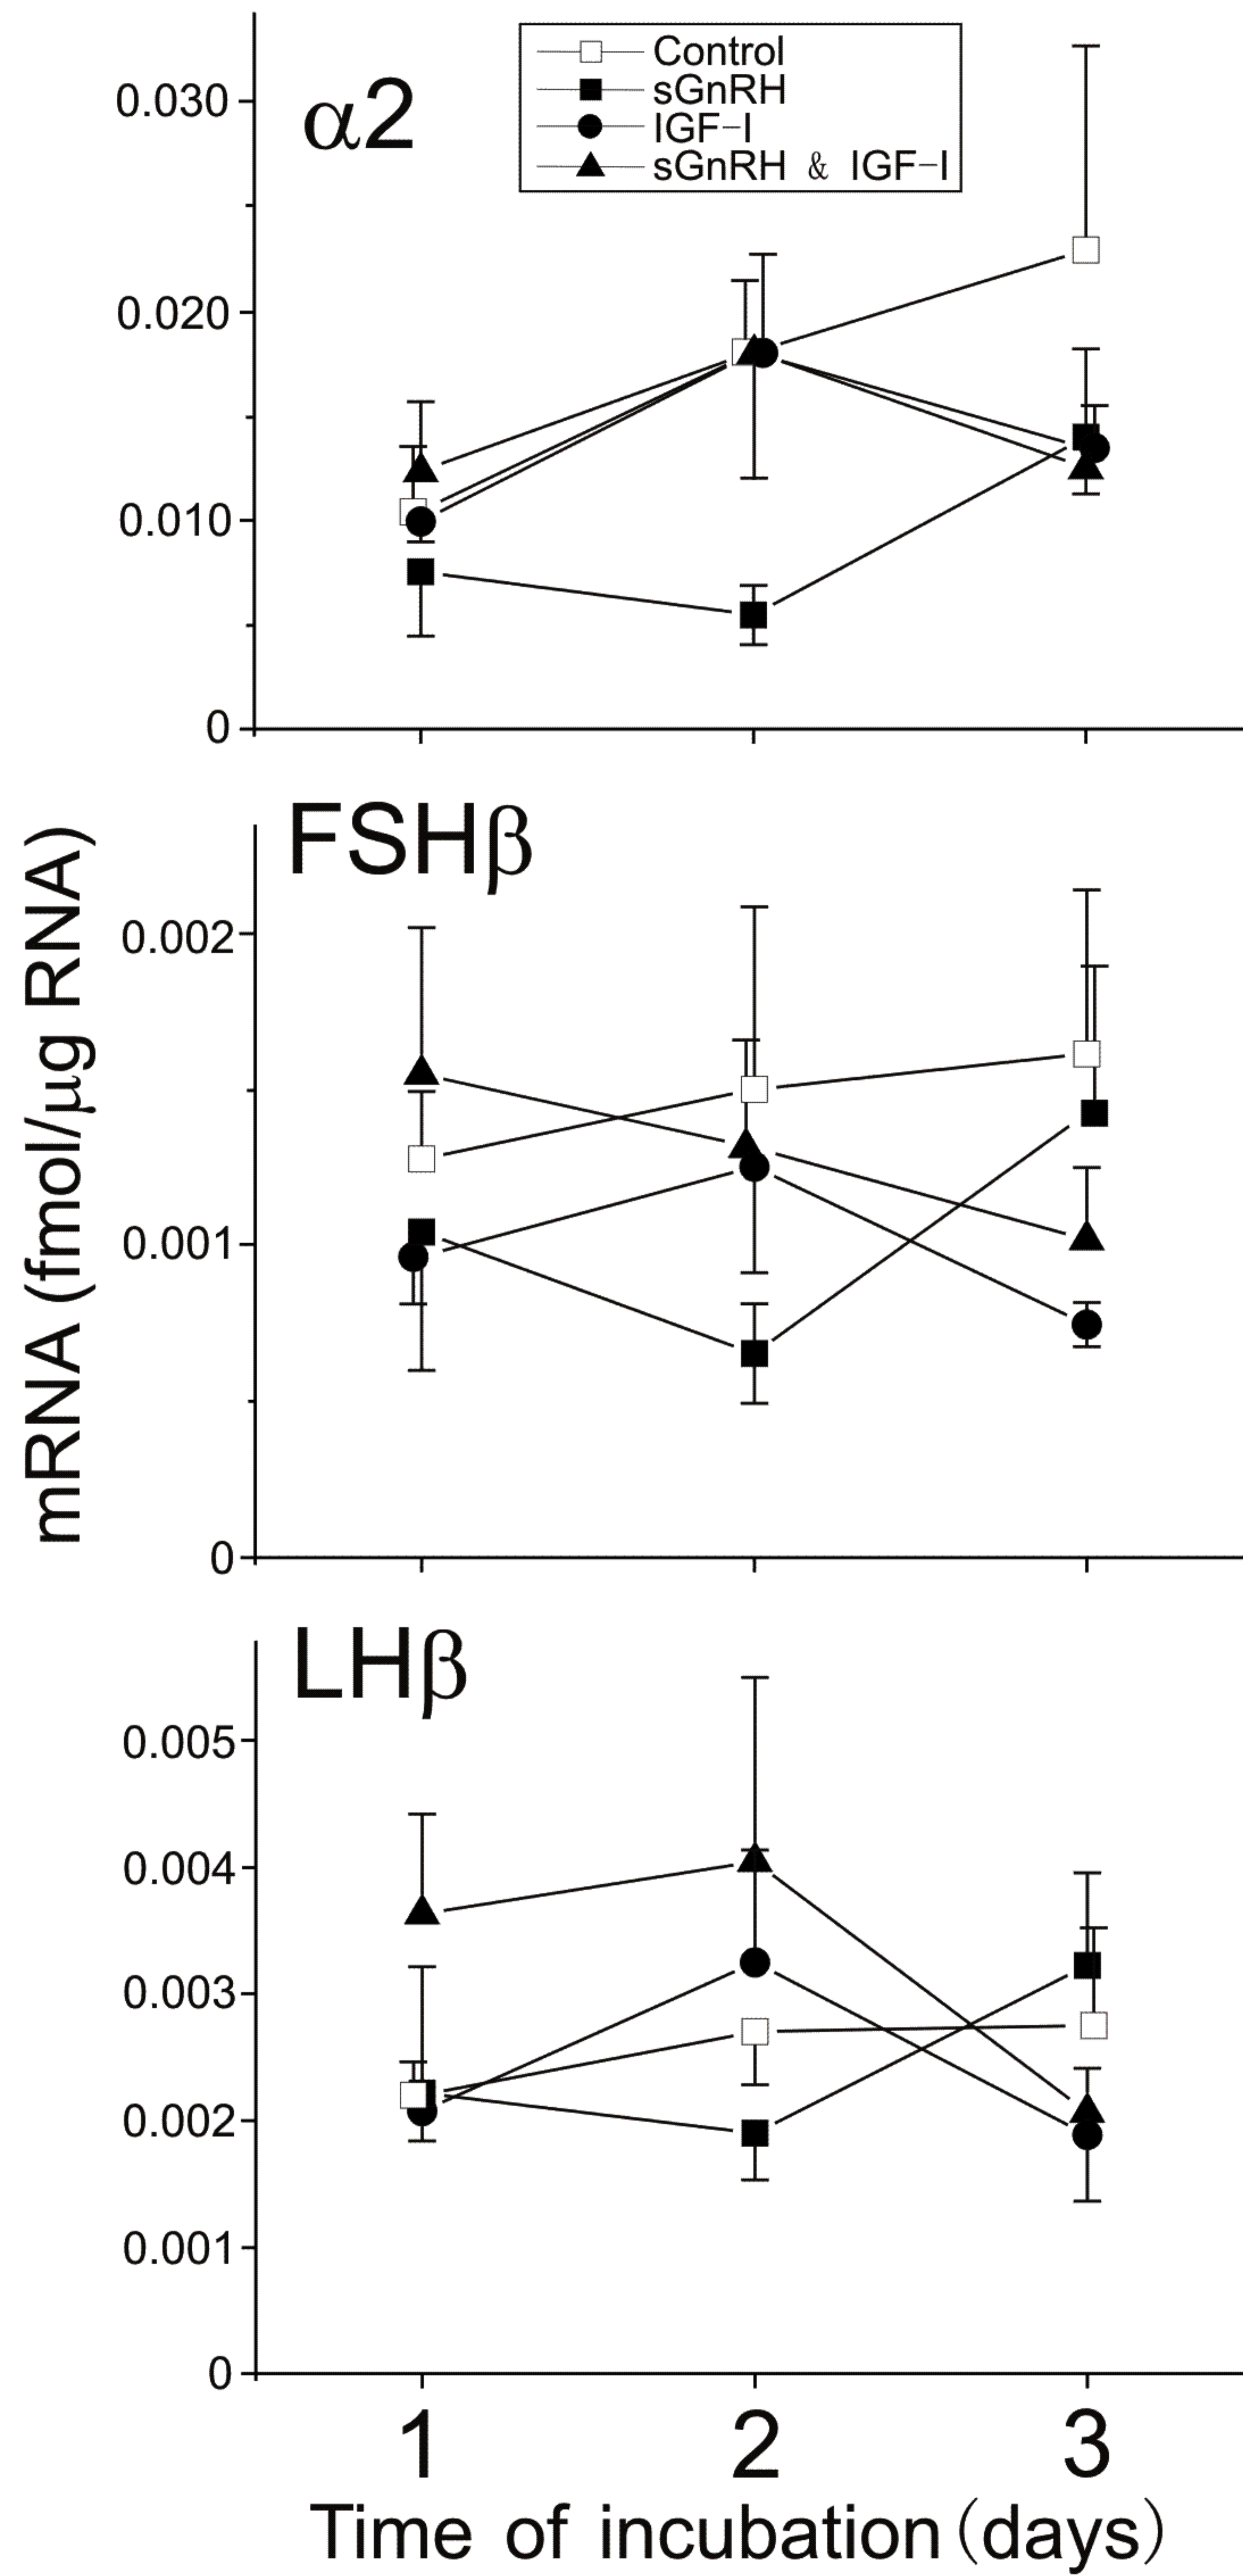 α2
Control
sGnRH
IGF-I
sGnRH & IGF-I
0.030
0.020
0.010
0
FSHβ
0.002
0.001
0
mRNA (fmol/μg RNA)
LHβ
0.005
0.004
0.003
0.002
0.001
0
1 2 3
Time of incubation (days)